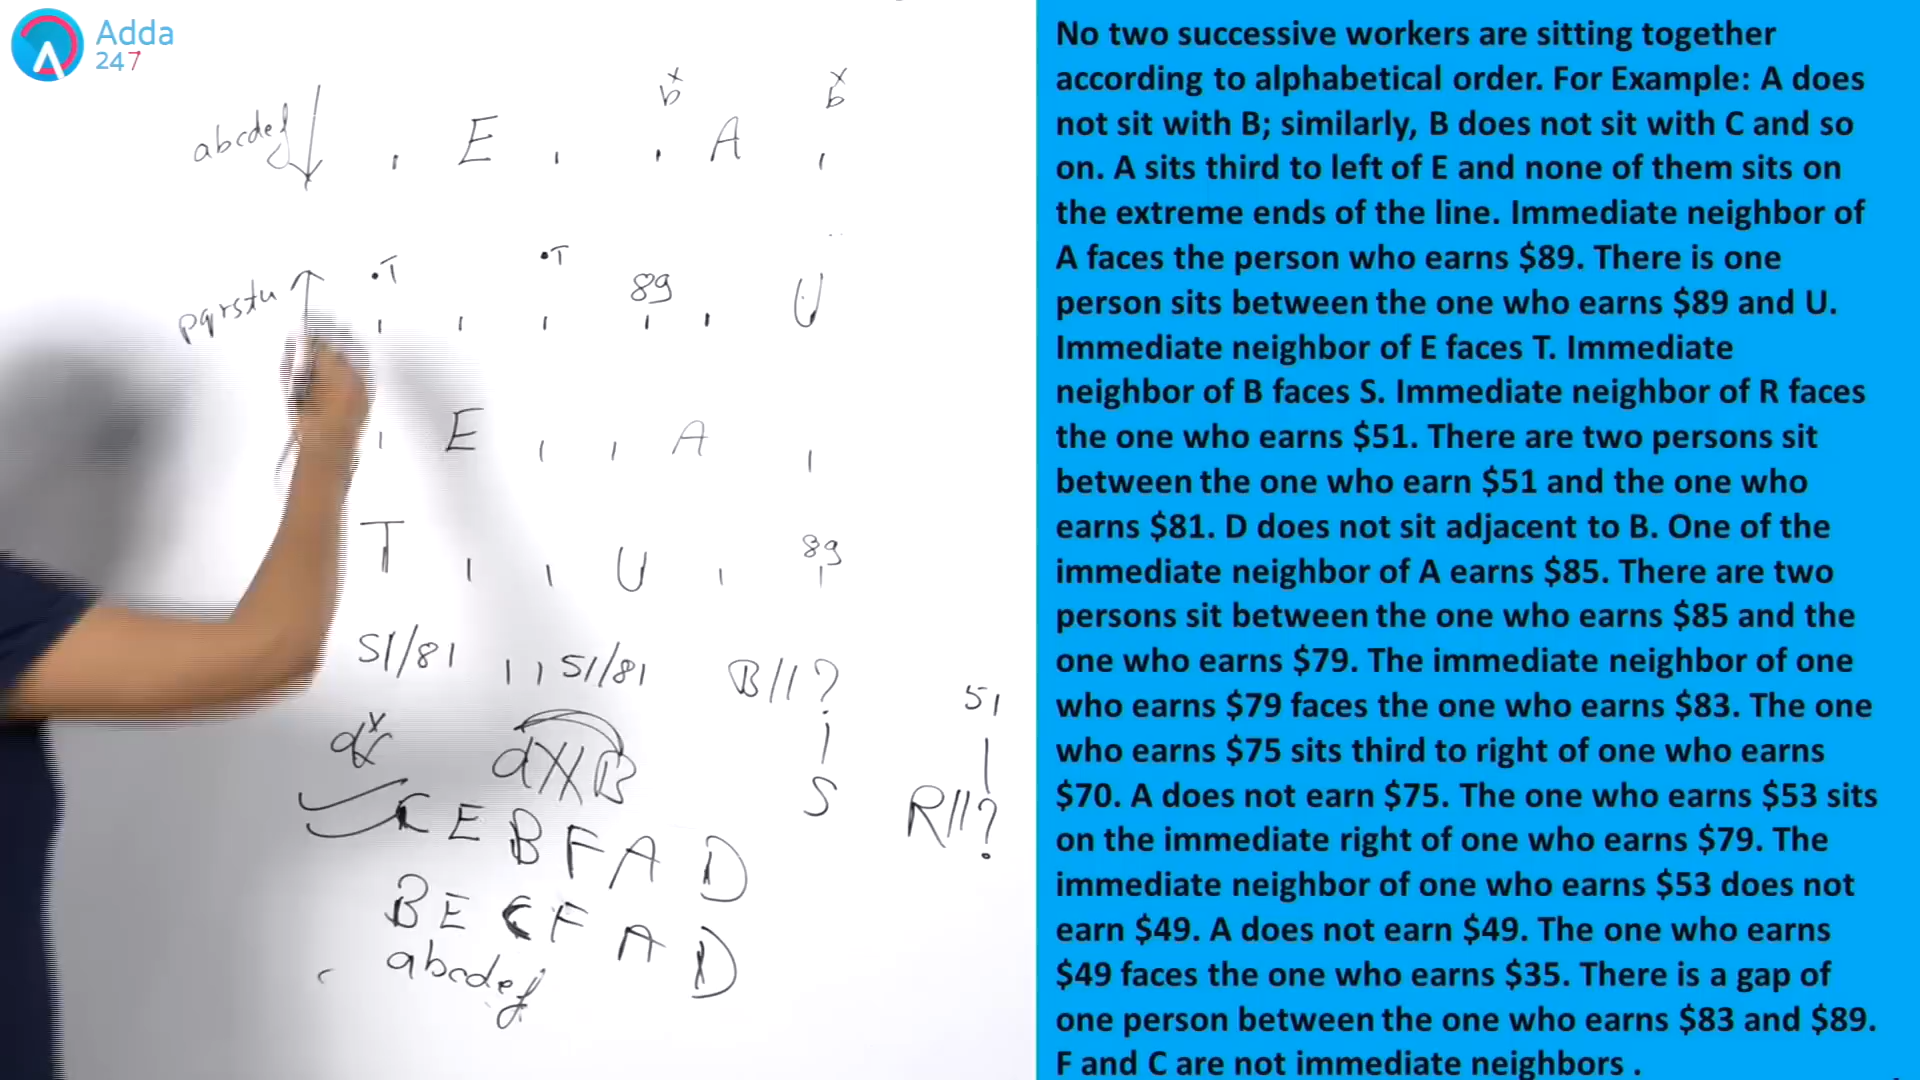 Adda
247
abcdef
E
A
b
x
b
x
pqrstu
T
T
89
U
E
A
T
U
89
51/81
51/81
B//?
S
51
R//?
d x
d X X B
C E B F A D
B E C F A D
abcdef
No two successive workers are sitting together
according to alphabetical order. For Example: A does
not sit with B; similarly, B does not sit with C and so
on. A sits third to left of E and none of them sits on
the extreme ends of the line. Immediate neighbor of
A faces the person who earns $89. There is one
person sits between the one who earns $89 and U.
Immediate neighbor of E faces T. Immediate
neighbor of B faces S. Immediate neighbor of R faces
the one who earns $51. There are two persons sit
between the one who earn $51 and the one who
earns $81. D does not sit adjacent to B. One of the
immediate neighbor of A earns $85. There are two
persons sit between the one who earns $85 and the
one who earns $79. The immediate neighbor of one
who earns $79 faces the one who earns $83. The one
who earns $75 sits third to right of one who earns
$70. A does not earn $75. The one who earns $53 sits
on the immediate right of one who earns $79. The
immediate neighbor of one who earns $53 does not
earn $49. A does not earn $49. The one who earns
$49 faces the one who earns $35. There is a gap of
one person between the one who earns $83 and $89.
F and C are not immediate neighbors .